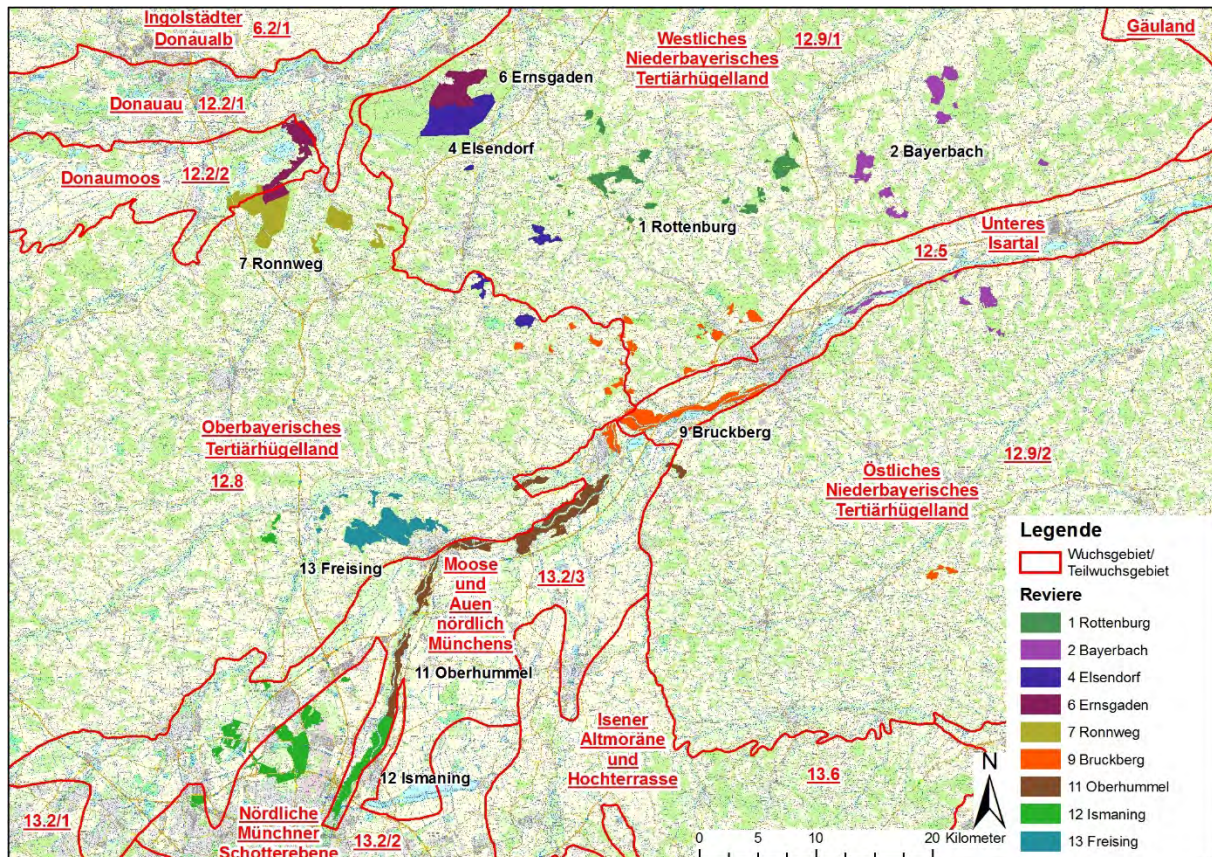 Ingolstädter
Donaualb
6.2/1
Westliches
Niederbayerisches
Tertiärhügelland
12.9/1
Gäuland
6 Ernsgaden
Donauau 12.2/1
4 Elsendorf
2 Bayerbach
Donaumoos 12.2/2
1 Rottenburg
Unteres
Isartal
12.5
7 Ronnweg
Oberbayerisches
Tertiärhügelland
12.8
9 Bruckberg
12.9/2
Östliches
Niederbayerisches
Tertiärhügelland
13 Freising
Moose
und
Auen
nördlich
Münchens
13.2/3
11 Oberhummel
Isener
Altmoräne
und
Hochterrasse
12 Ismaning
13.6
13.2/1
Nördliche
Münchner
Schotterebene
13.2/2
Legende
Wuchsgebiet/
Teilwuchsgebiet
Reviere
1 Rottenburg
2 Bayerbach
4 Elsendorf
6 Ernsgaden
7 Ronnweg
9 Bruckberg
11 Oberhummel
12 Ismaning
13 Freising
N
0 5 10 20 Kilometer